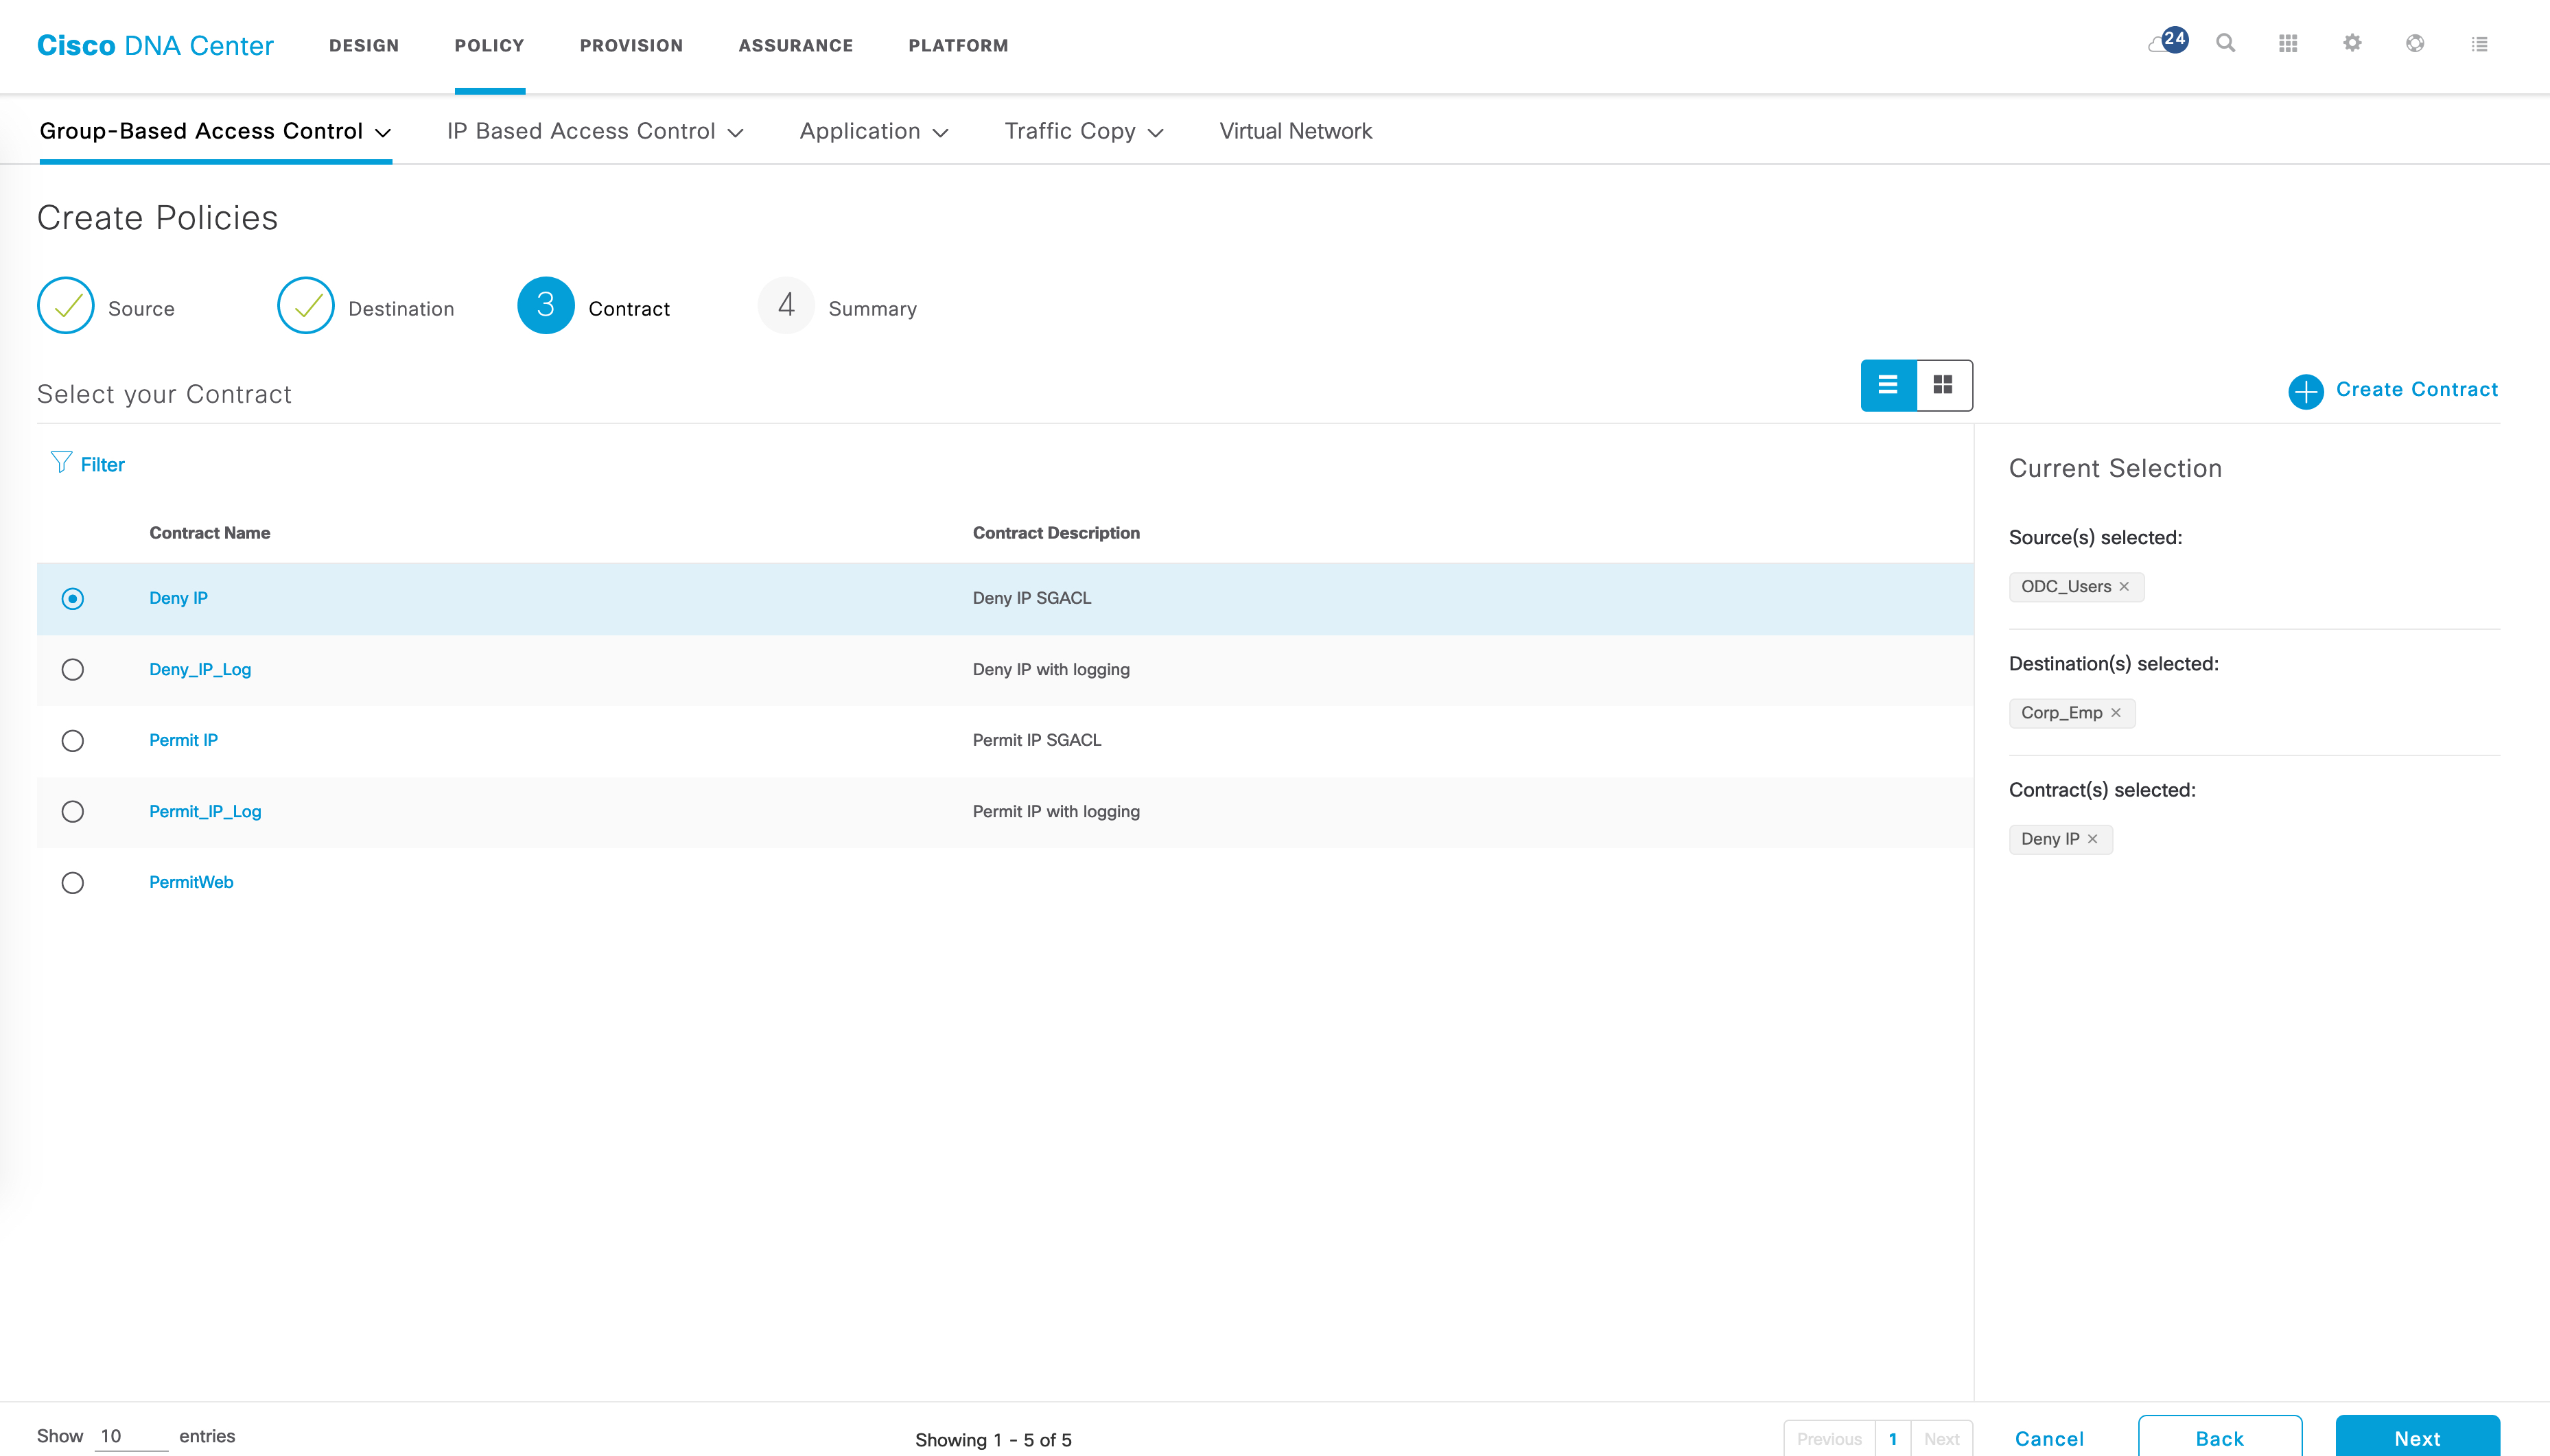 Cisco DNA Center DESIGN POLICY PROVISION ASSURANCE PLATFORM 24
Group-Based Access Control IP Based Access Control Application Traffic Copy Virtual Network
Create Policies
Source Destination 3 Contract 4 Summary
Select your Contract Create Contract
Filter
Contract Name Contract Description
Deny IP Deny IP SGACL
Deny_IP_Log Deny IP with logging
Permit IP Permit IP SGACL
Permit_IP_Log Permit IP with logging
PermitWeb
Current Selection
Source(s) selected:
ODC_Users ×
Destination(s) selected:
Corp_Emp ×
Contract(s) selected:
Deny IP ×
Show 10 entries Showing 1 - 5 of 5 Previous 1 Next Cancel Back Next